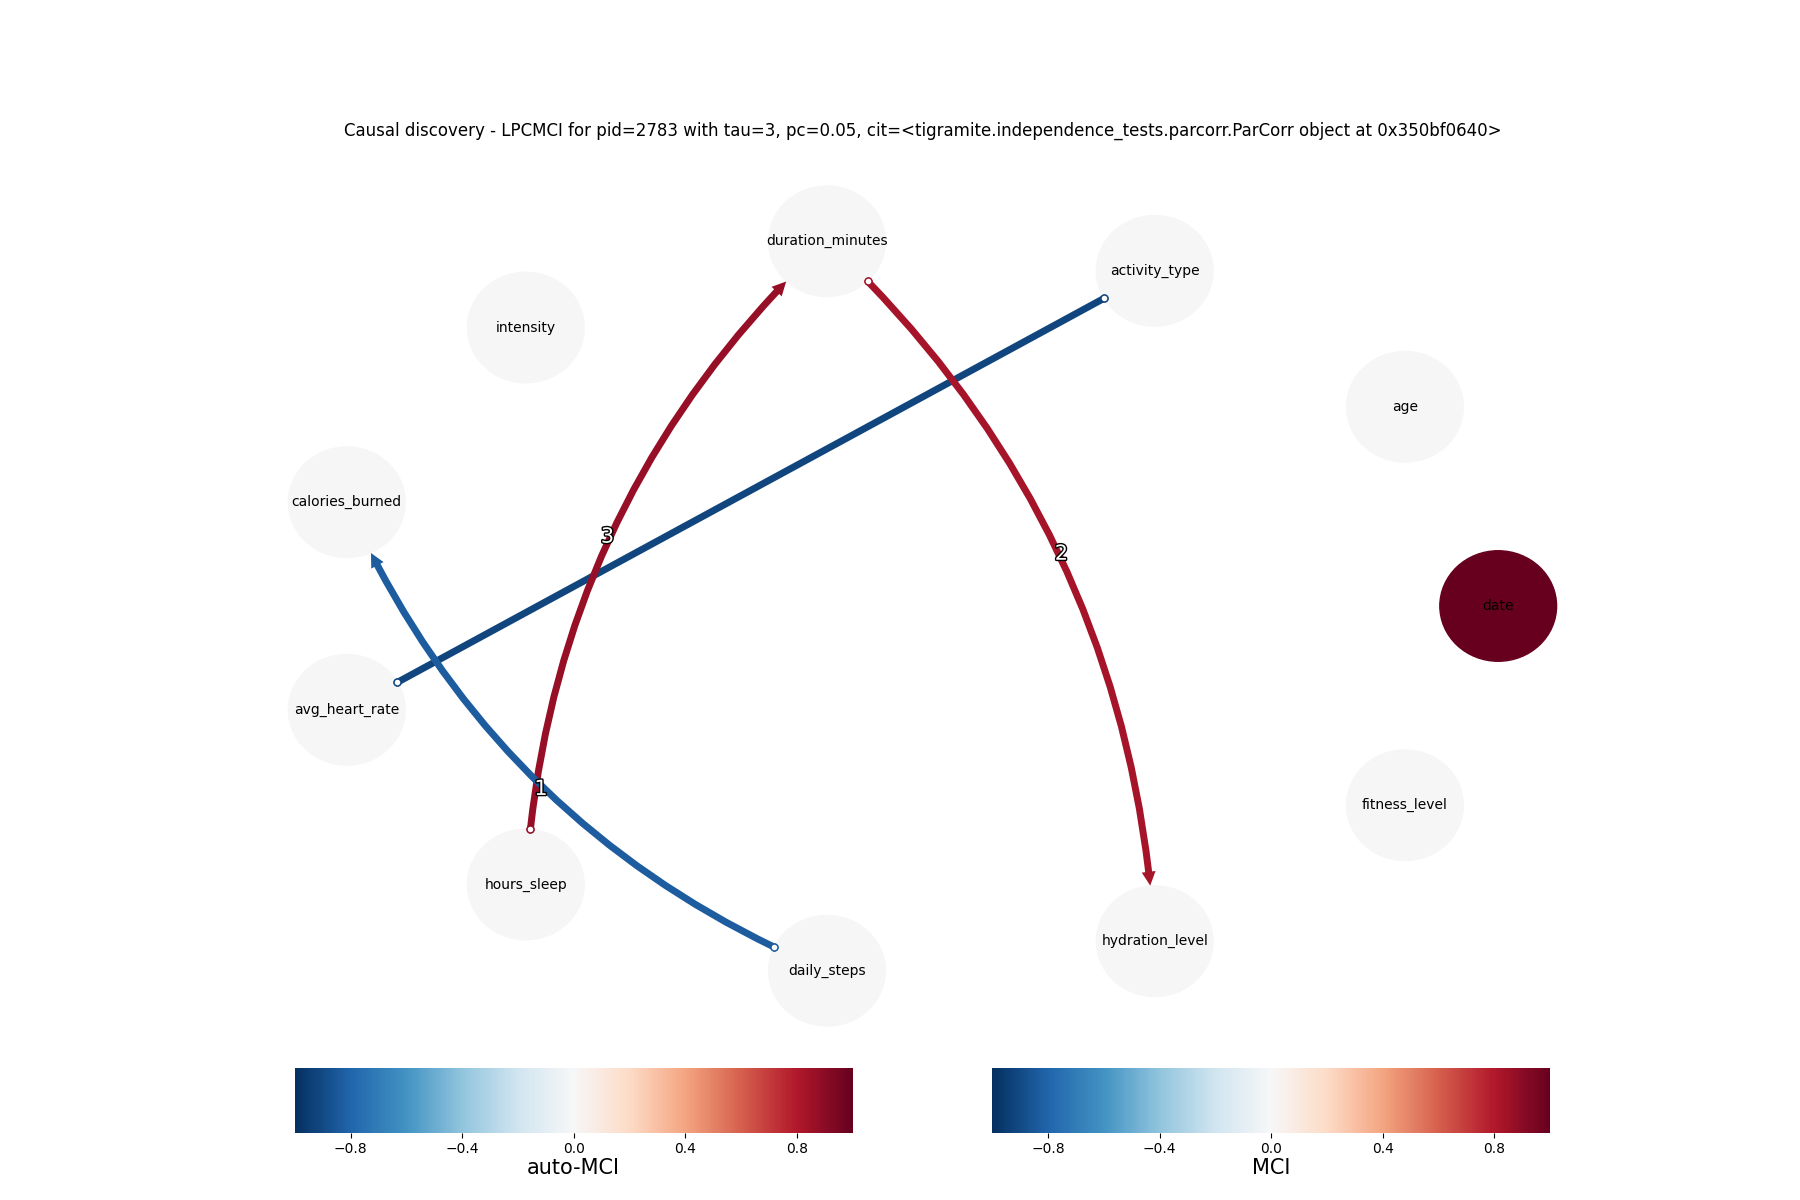 Causal discovery - LPCMCI for pid=2783 with tau=3, pc=0.05, cit=<tigramite.independence_tests.parcorr.ParCorr object at 0x350bf0640>
duration_minutes
activity_type
intensity
age
calories_burned
3
2
date
avg_heart_rate
1
fitness_level
hours_sleep
hydration_level
daily_steps
−0.8 −0.4 0.0 0.4 0.8
auto-MCI
−0.8 −0.4 0.0 0.4 0.8
MCI